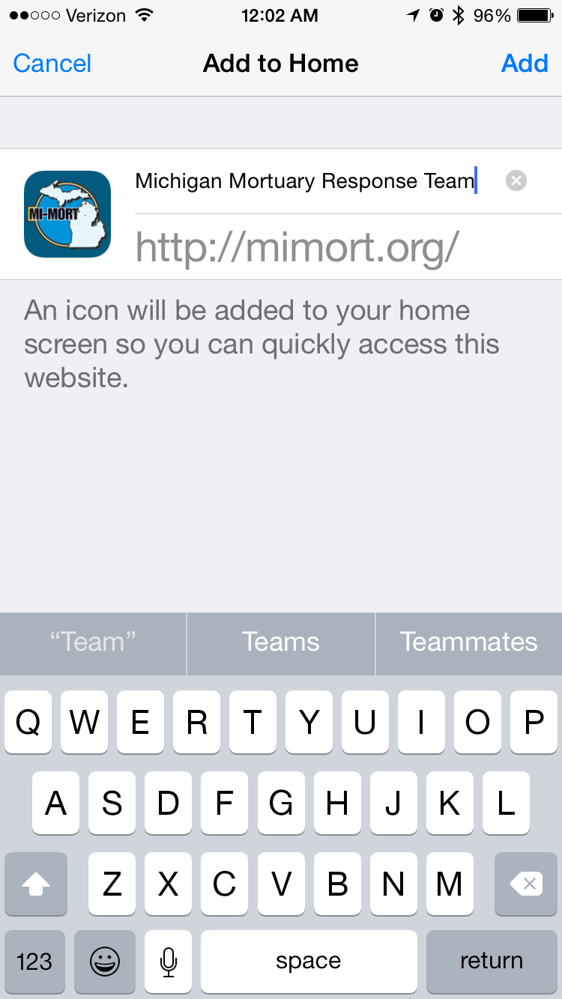 Verizon 12:02 AM 96%
Cancel Add to Home Add
Michigan Mortuary Response Team
MI-MORT
http://mimort.org/
An icon will be added to your home
screen so you can quickly access this
website.
“Team” Teams Teammates
Q W E R T Y U I O P
A S D F G H J K L
Z X C V B N M
123 space return